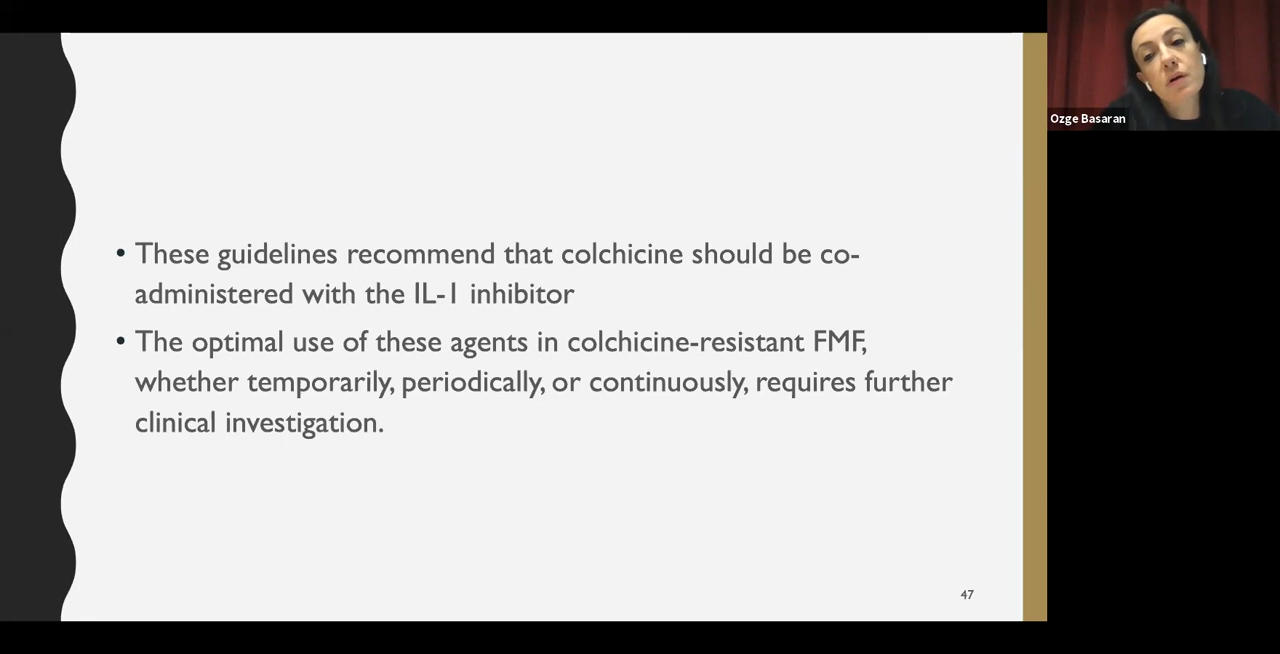 • These guidelines recommend that colchicine should be co-
administered with the IL-1 inhibitor
• The optimal use of these agents in colchicine-resistant FMF,
whether temporarily, periodically, or continuously, requires further
clinical investigation.
47
Ozge Basaran